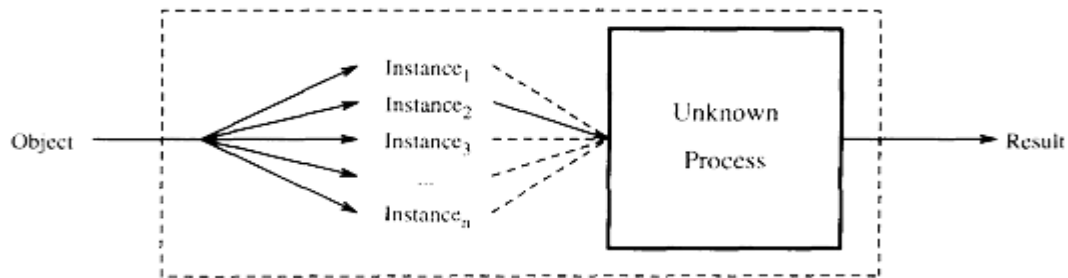 Object
Instance₁
Instance₂
Instance₃
...
Instanceₙ
Unknown
Process
Result